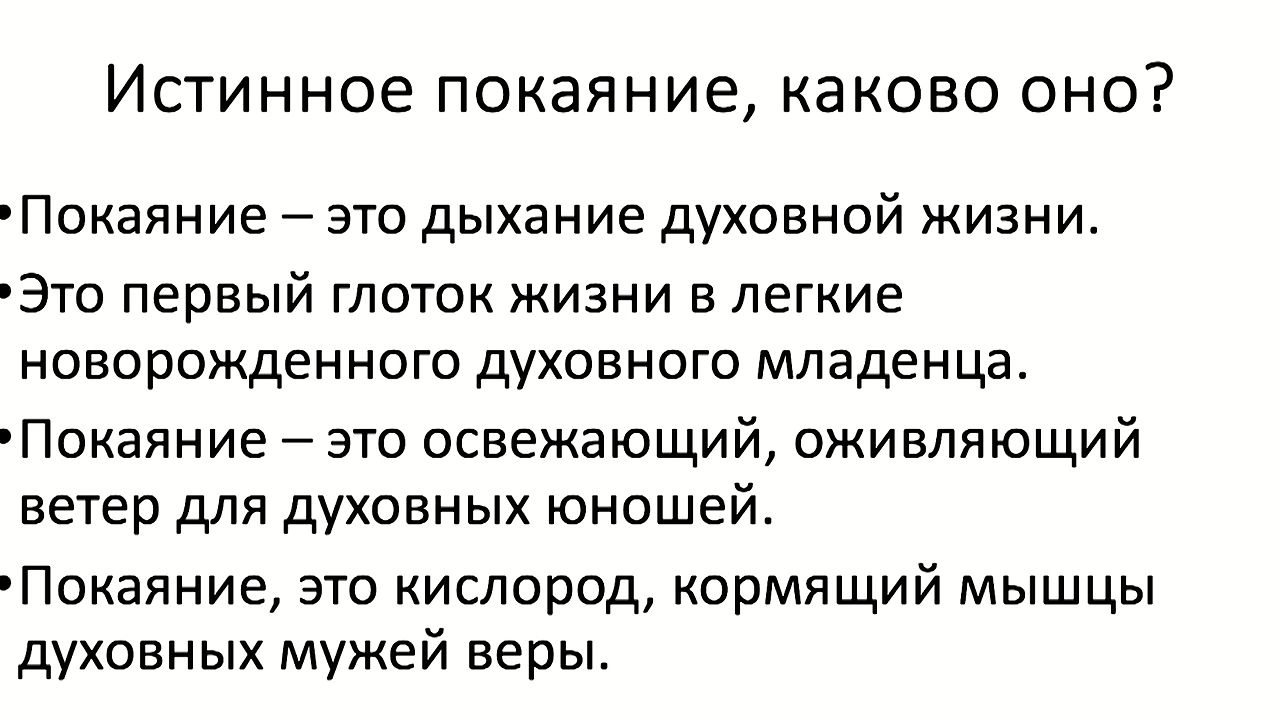 Истинное покаяние, каково оно?
•Покаяние – это дыхание духовной жизни.
•Это первый глоток жизни в легкие
новорожденного духовного младенца.
•Покаяние – это освежающий, оживляющий
ветер для духовных юношей.
•Покаяние, это кислород, кормящий мышцы
духовных мужей веры.